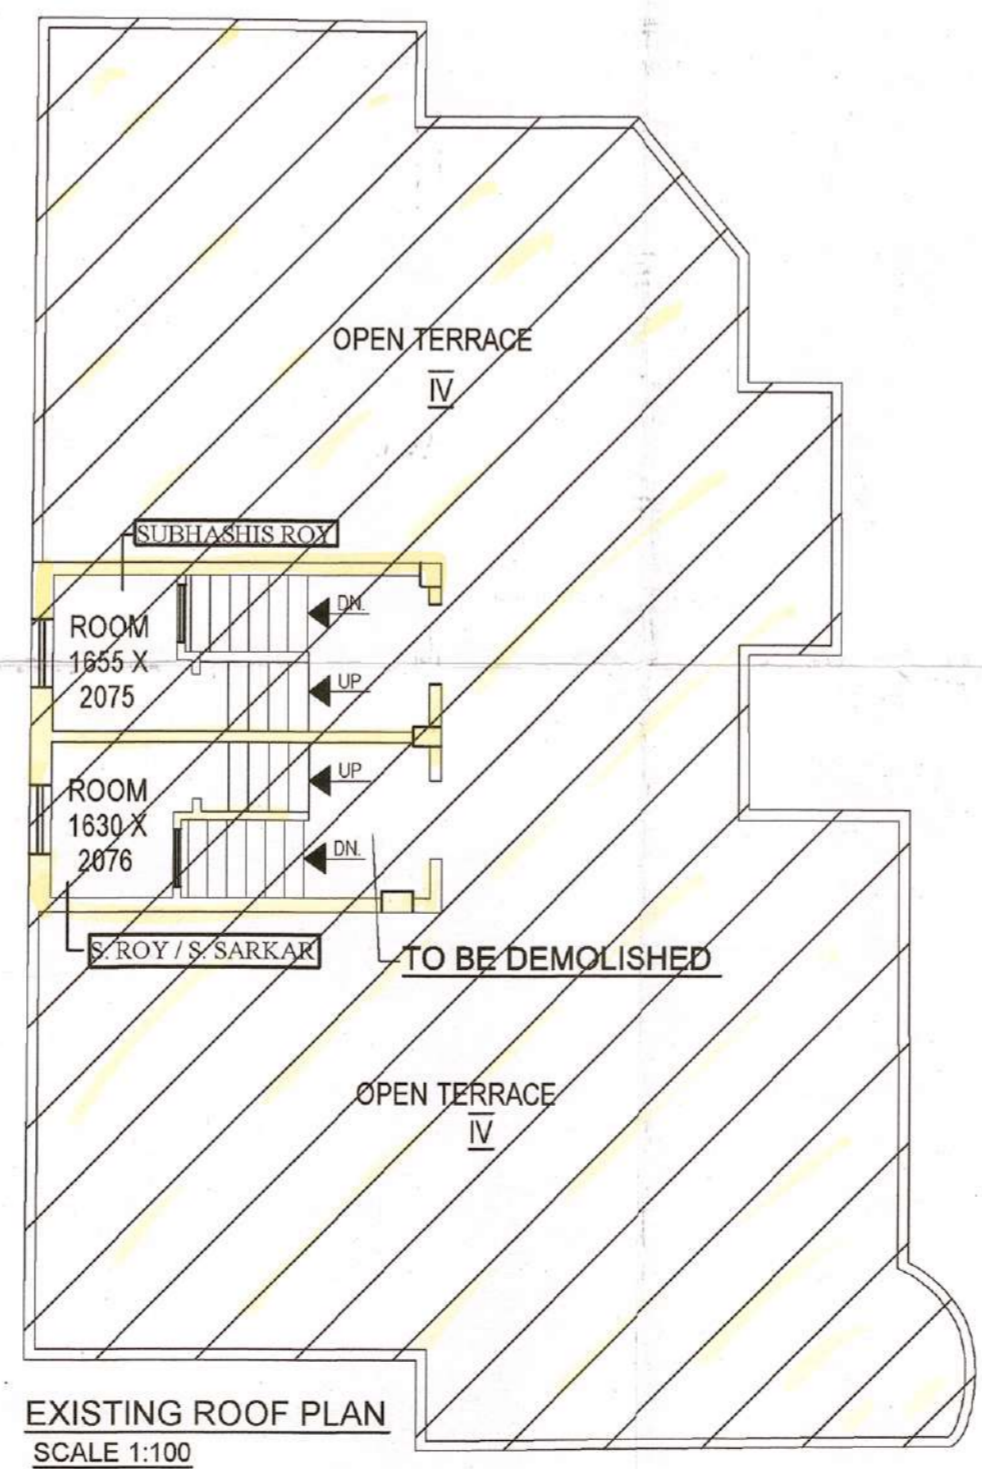 OPEN TERRACE
IV
SUBHASHIS ROY
ROOM
1655 X
2075
DN.
UP
UP
ROOM
1630 X
2076
DN.
S. ROY / S. SARKAR
TO BE DEMOLISHED
OPEN TERRACE
IV
EXISTING ROOF PLAN
SCALE 1:100